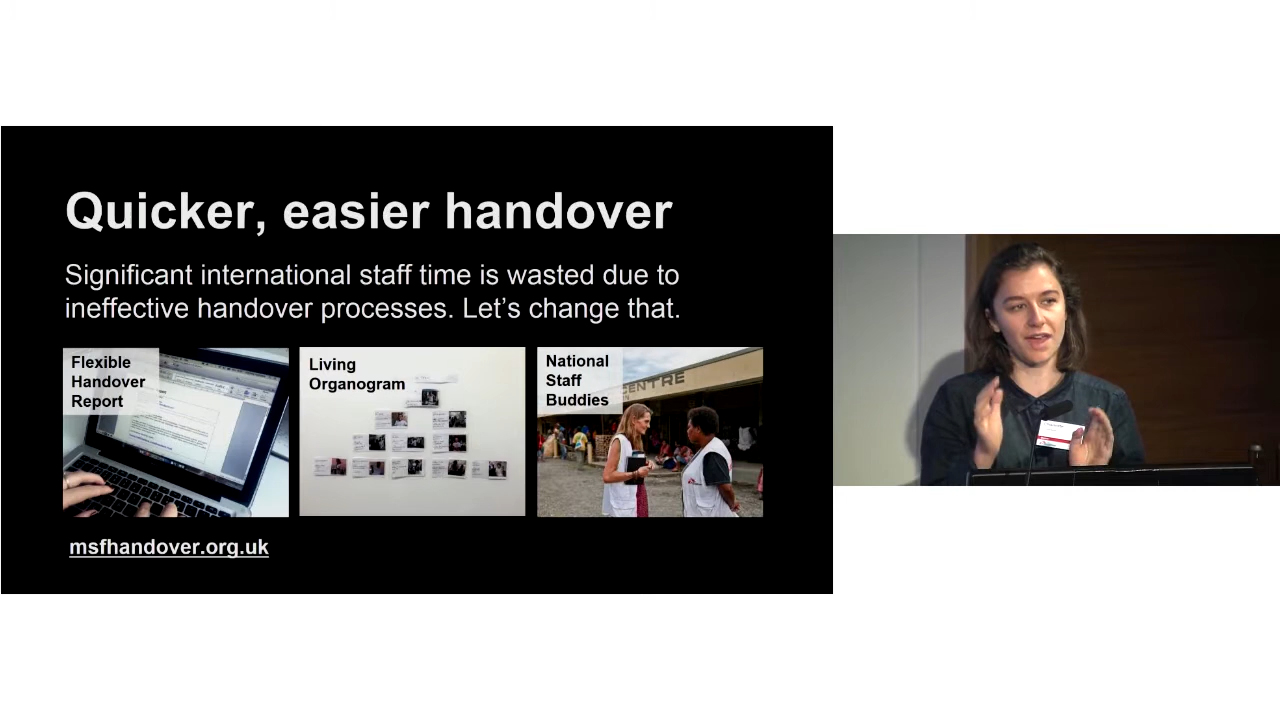 Quicker, easier handover
Significant international staff time is wasted due to
ineffective handover processes. Let's change that.
Flexible
Handover
Report
Living
Organogram
National
Staff
Buddies
CENTRE
msfhandover.org.uk